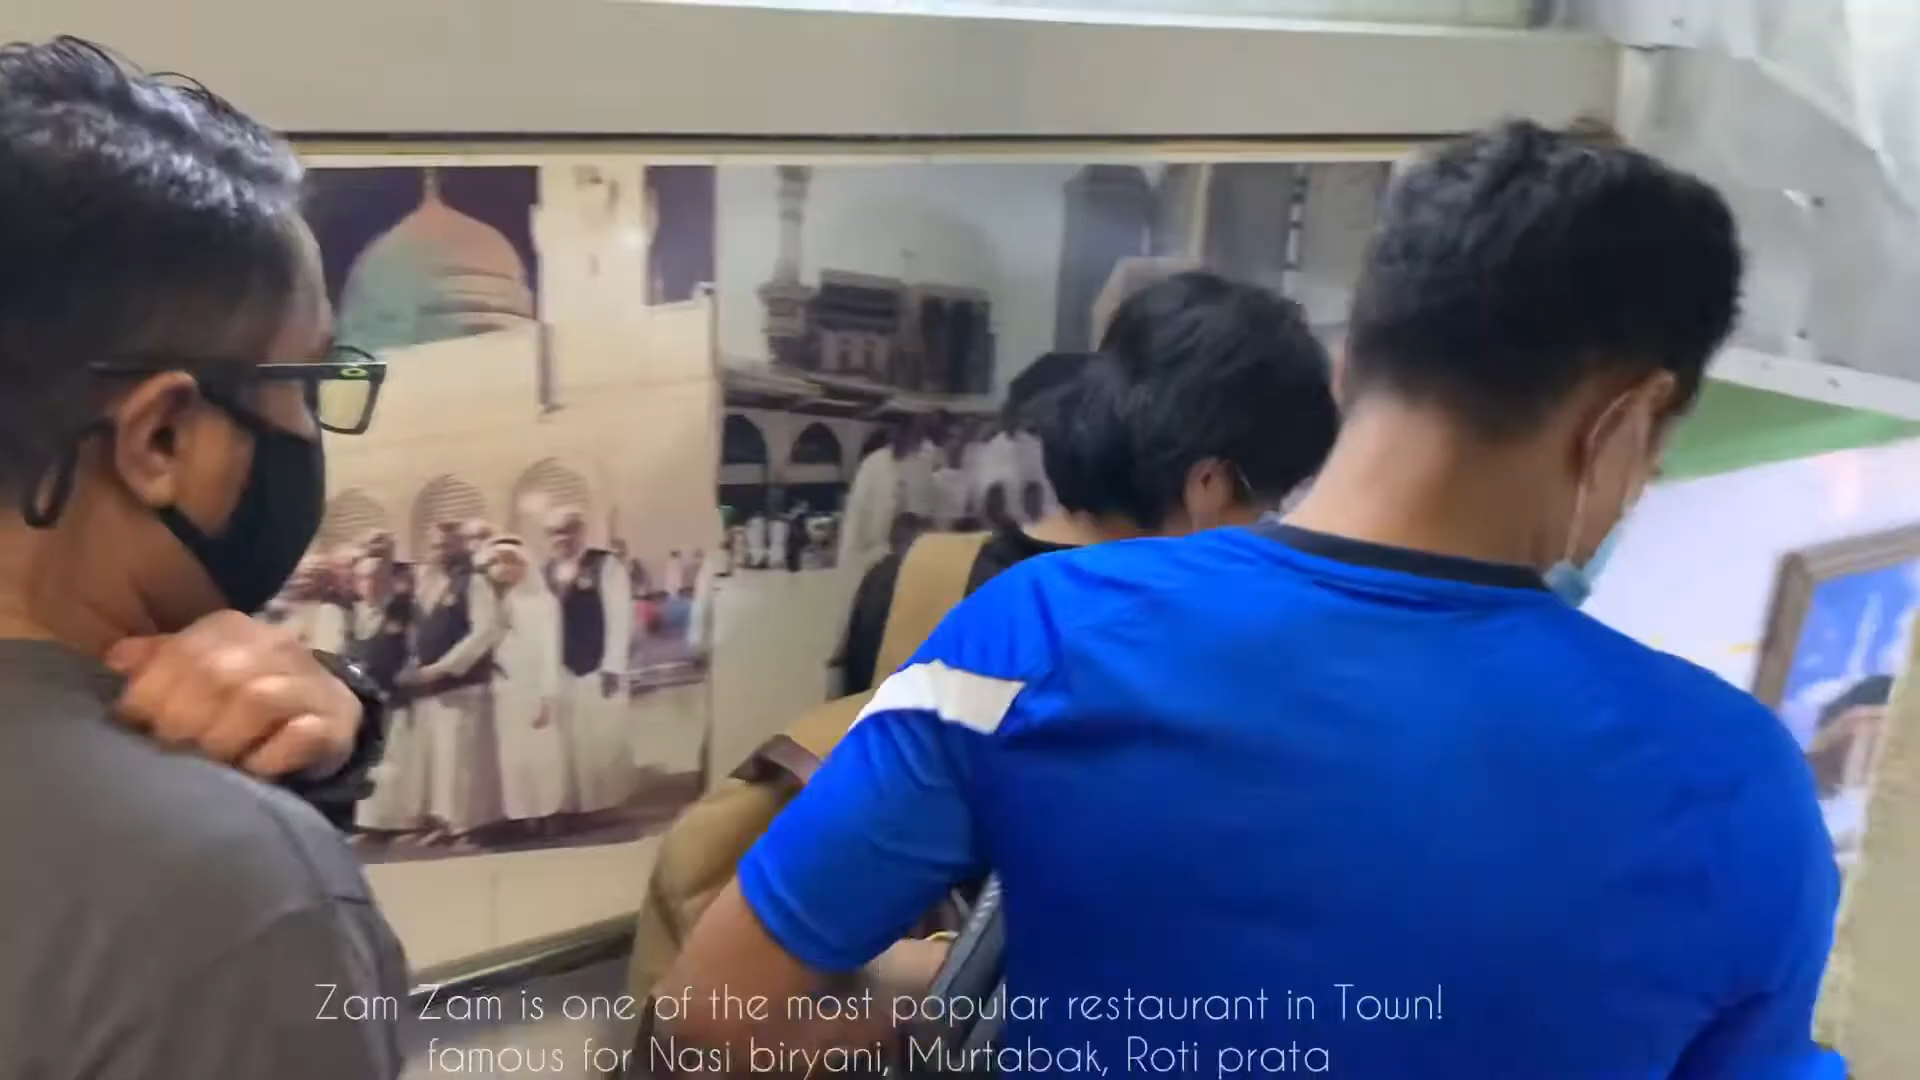 Zam Zam is one of the most popular restaurant in Town!
famous for Nasi biryani, Murtabak, Roti prata